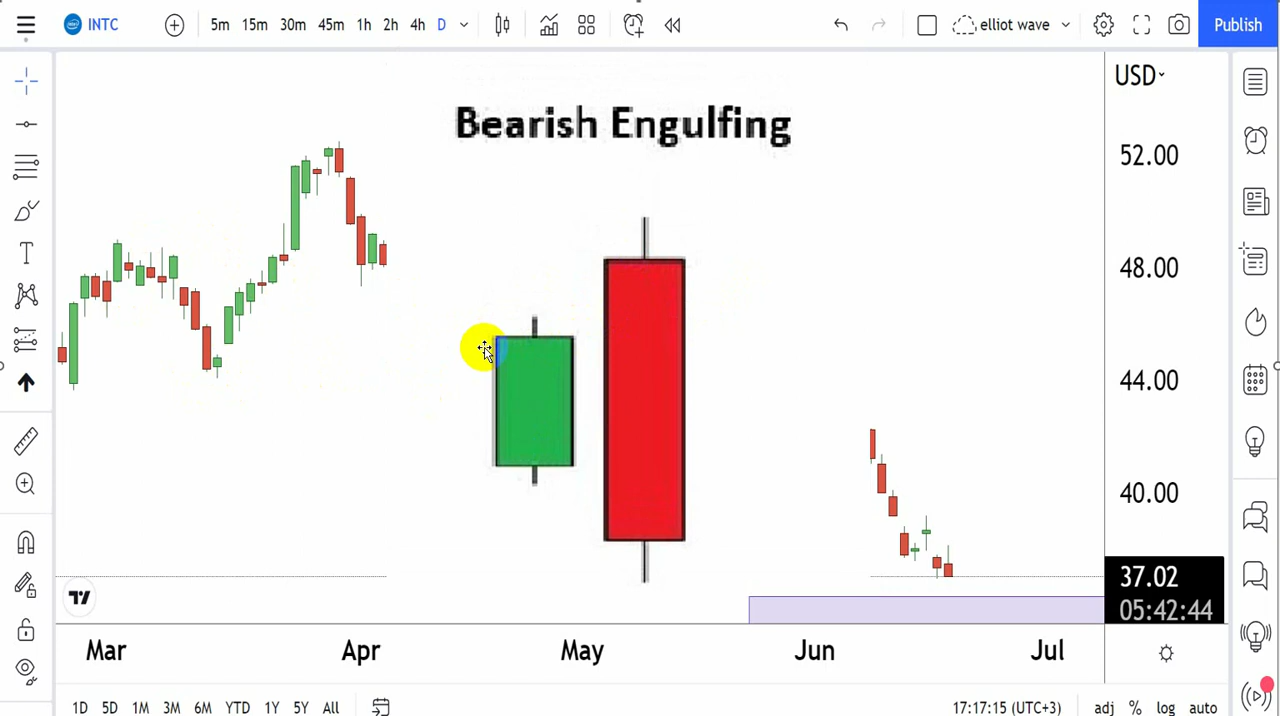 INTC
5m 15m 30m 45m 1h 2h 4h D
elliot wave
Publish
USD
Bearish Engulfing
52.00
48.00
44.00
40.00
37.02
05:42:44
T
Mar Apr May Jun Jul
1D 5D 1M 3M 6M YTD 1Y 5Y All
17:17:15 (UTC+3) adj % log auto